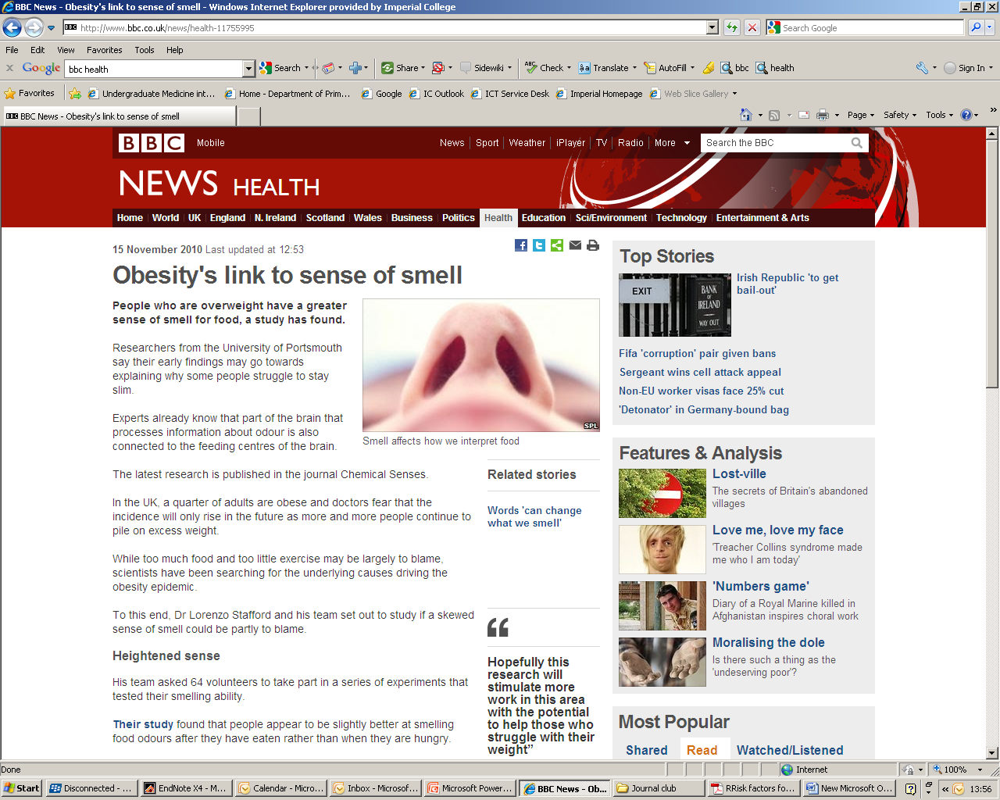 BBC News - Obesity's link to sense of smell - Windows Internet Explorer provided by Imperial College
http://www.bbc.co.uk/news/health-11755995
Search Google
File Edit View Favorites Tools Help
Google bbc health Search Share Sidewiki Check Translate AutoFill bbc health Sign In
Favorites Undergraduate Medicine int... Home - Department of Prim... Google IC Outlook ICT Service Desk Imperial Homepage Web Slice Gallery
BBC News - Obesity's link to sense of smell Page Safety Tools
BBC Mobile News Sport Weather iPlayer TV Radio More Search the BBC
NEWS HEALTH
Home World UK England N. Ireland Scotland Wales Business Politics Health Education Sci/Environment Technology Entertainment & Arts
15 November 2010 Last updated at 12:53
Obesity's link to sense of smell
People who are overweight have a greater
sense of smell for food, a study has found.
Researchers from the University of Portsmouth
say their early findings may go towards
explaining why some people struggle to stay
slim.
Experts already know that part of the brain that
processes information about odour is also
connected to the feeding centres of the brain.
SPL
Smell affects how we interpret food
The latest research is published in the journal Chemical Senses.
In the UK, a quarter of adults are obese and doctors fear that the
incidence will only rise in the future as more and more people continue to
pile on excess weight.
While too much food and too little exercise may be largely to blame,
scientists have been searching for the underlying causes driving the
obesity epidemic.
To this end, Dr Lorenzo Stafford and his team set out to study if a skewed
sense of smell could be partly to blame.
Heightened sense
His team asked 64 volunteers to take part in a series of experiments that
tested their smelling ability.
Their study found that people appear to be slightly better at smelling
food odours after they have eaten rather than when they are hungry.
Related stories
Words 'can change
what we smell'
“
Hopefully this
research will
stimulate more
work in this area
with the potential
to help those who
struggle with their
weight”
Top Stories
EXIT
BANK
OF
IRELAND
WAY OUT
Irish Republic 'to get
bail-out'
Fifa 'corruption' pair given bans
Sergeant wins cell attack appeal
Non-EU worker visas face 25% cut
'Detonator' in Germany-bound bag
Features & Analysis
Lost-ville
The secrets of Britain's abandoned
villages
Love me, love my face
'Treacher Collins syndrome made
me who I am today'
'Numbers game'
Diary of a Royal Marine killed in
Afghanistan inspires choral work
Moralising the dole
Is there such a thing as the
'undeserving poor'?
Most Popular
Shared Read Watched/Listened
Done Internet 100%
Start Disconnected - ... EndNote X4 - M... Calendar - Micro... Inbox - Microsof... Microsoft Power... BBC News - Ob... Journal club RRisk factors fo... New Microsoft O... 13:56